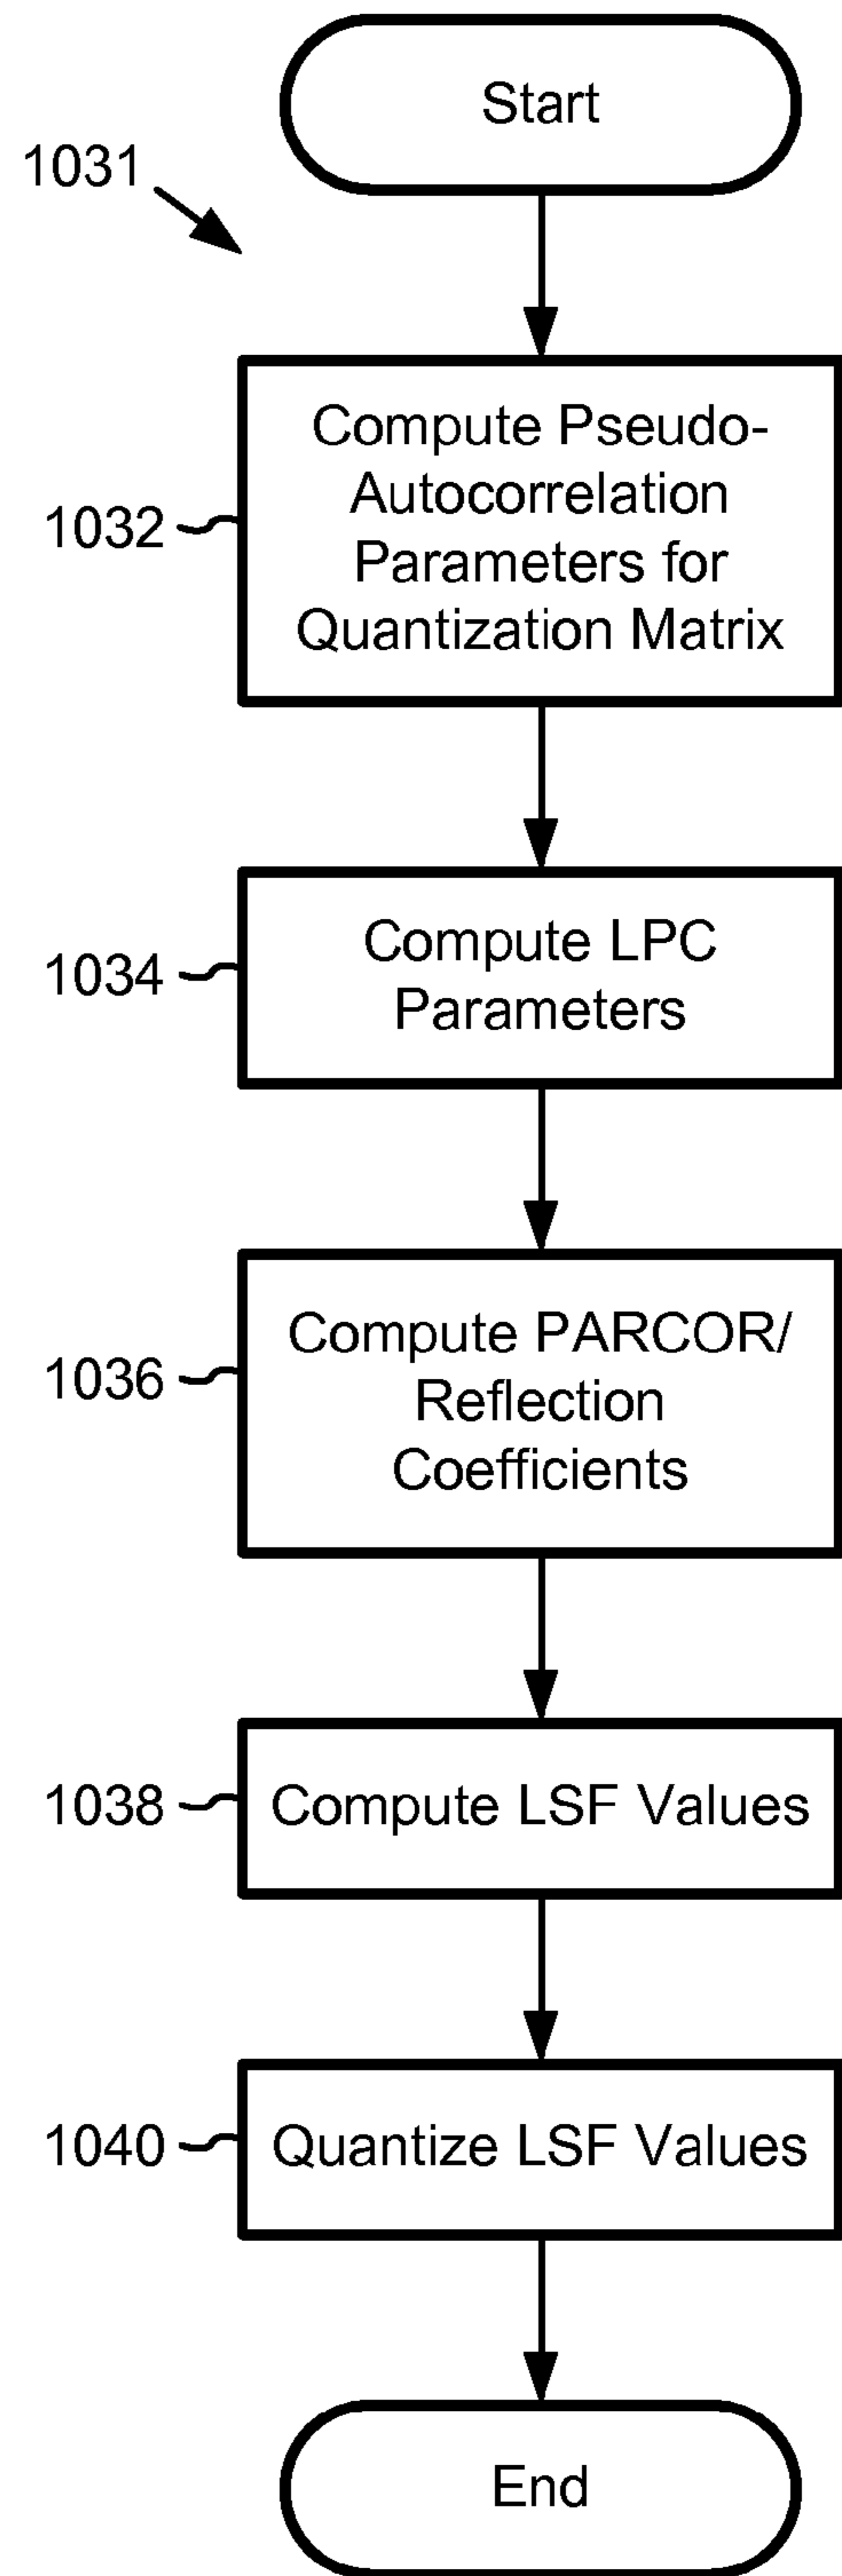 Start
1031
Compute Pseudo-
Autocorrelation
Parameters for
Quantization Matrix
1032
Compute LPC
Parameters
1034
Compute PARCOR/
Reflection
Coefficients
1036
Compute LSF Values
1038
Quantize LSF Values
1040
End